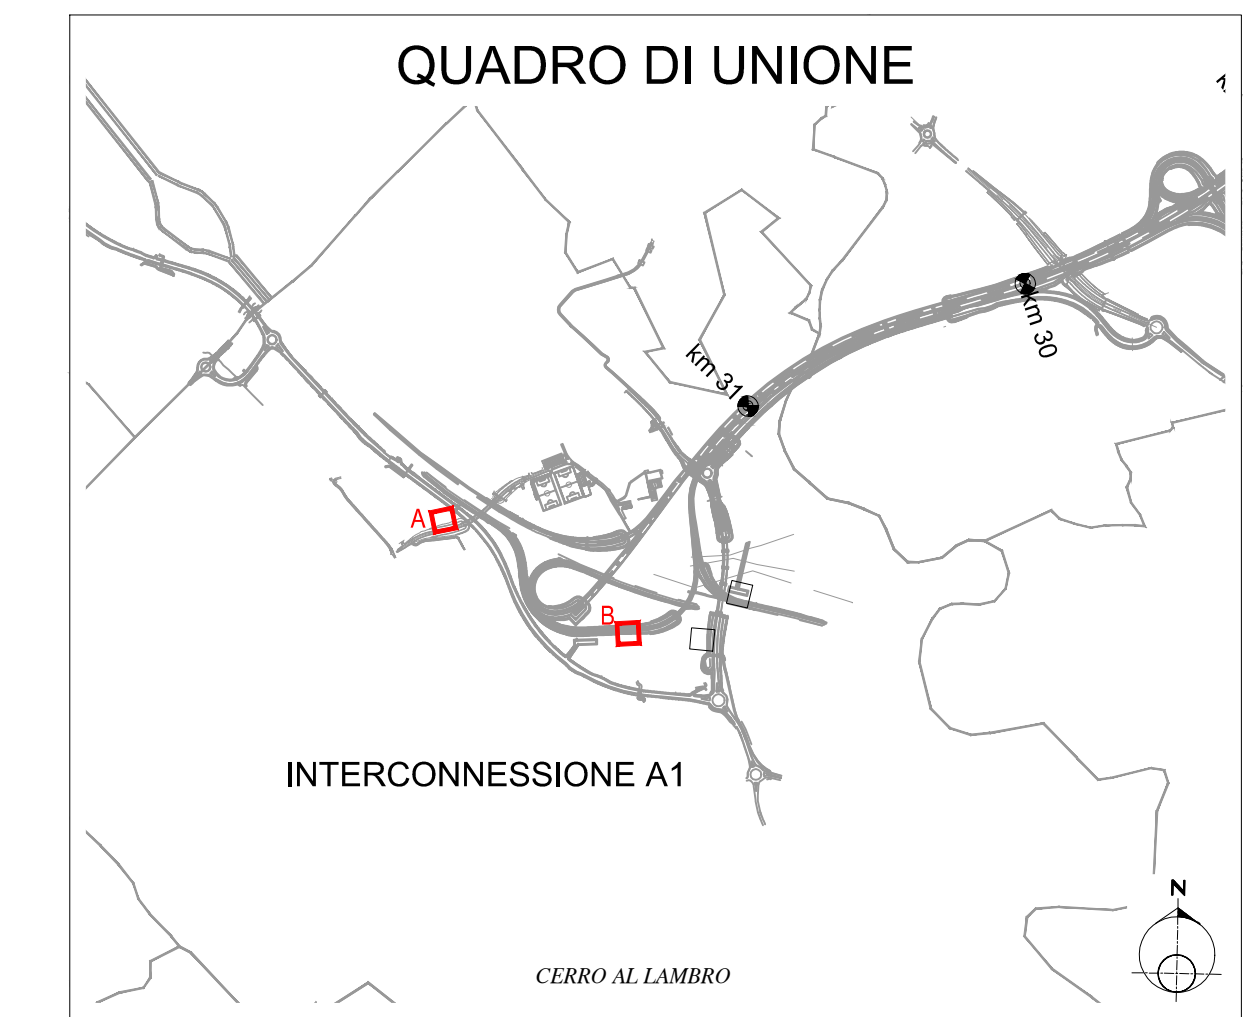 QUADRO DI UNIONE
km 30
km 31
A
B
INTERCONNESSIONE A1
N
CERRO AL LAMBRO